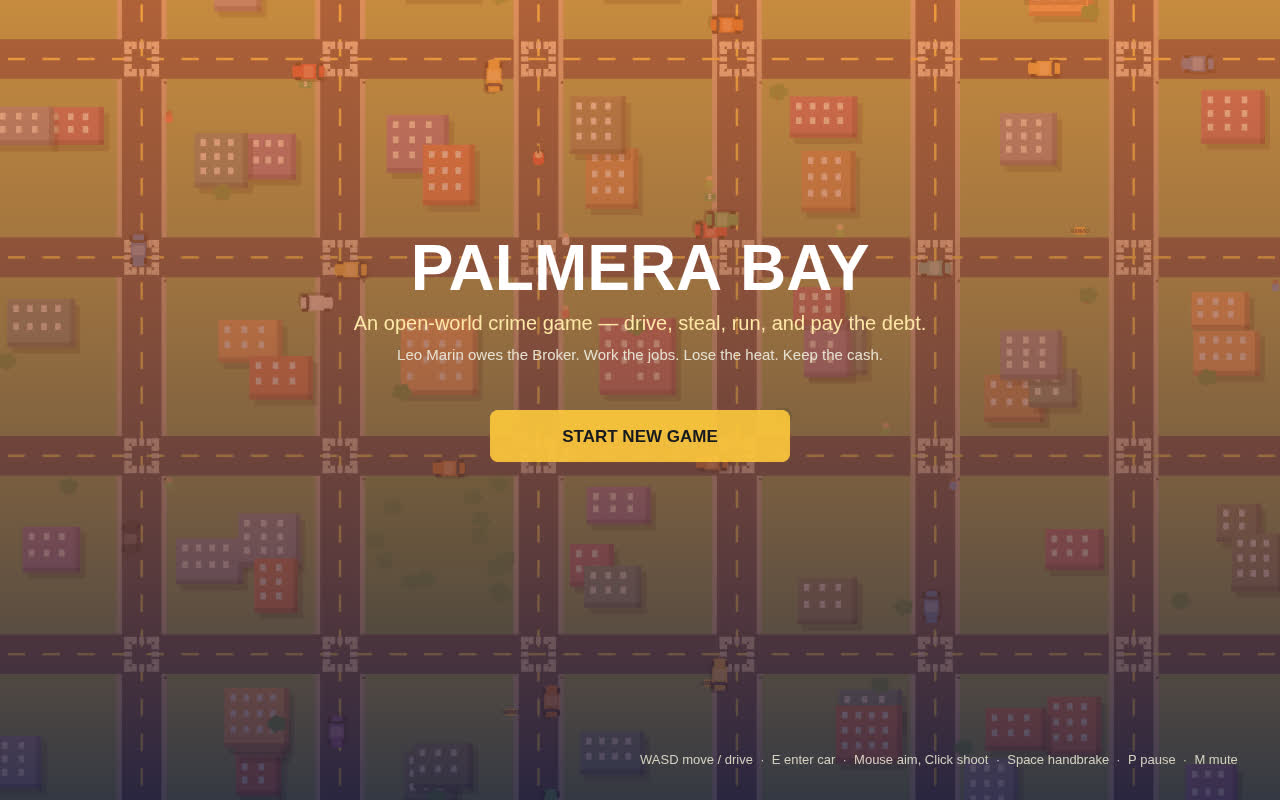 PALMERA BAY
An open-world crime game — drive, steal, run, and pay the debt.
Leo Marin owes the Broker. Work the jobs. Lose the heat. Keep the cash.
START NEW GAME
WASD move / drive · E enter car · Mouse aim, Click shoot · Space handbrake · P pause · M mute